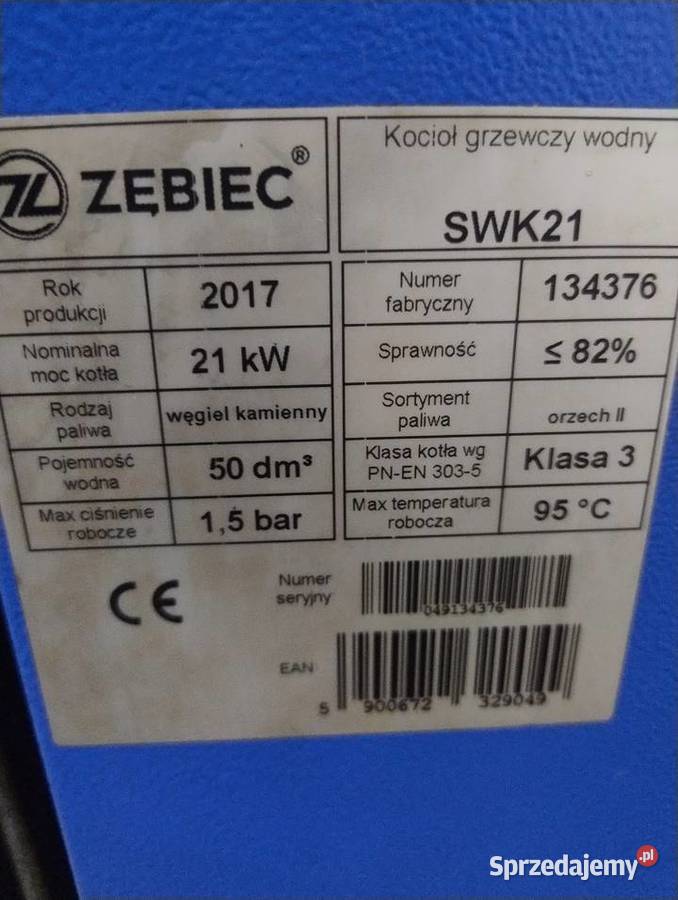 ZĘBIEC®
Kocioł grzewczy wodny
SWK21
Rok
produkcji
2017
Numer
fabryczny
134376
Nominalna
moc kotła
21 kW
Sprawność
≤ 82%
Rodzaj
paliwa
węgiel kamienny
Sortyment
paliwa
orzech II
Pojemność
wodna
50 dm³
Klasa kotła wg
PN-EN 303-5
Klasa 3
Max ciśnienie
robocze
1,5 bar
Max temperatura
robocza
95 °C
CE
Numer
seryjny
049134376
EAN
5 900672 329049
Sprzedajemy.pl